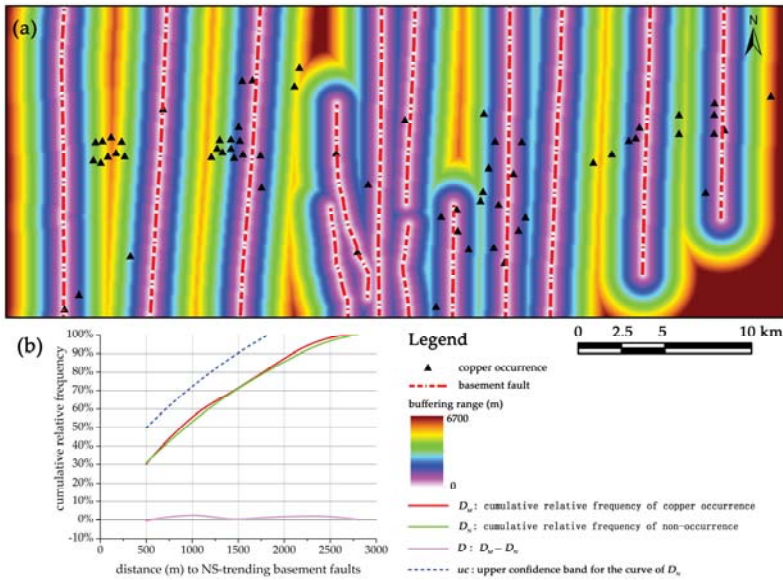 (a)
N
(b)
100%
90%
80%
70%
60%
50%
40%
30%
20%
10%
0%
-10%
cumulative relative frequency
0 500 1000 1500 2000 2500 3000
distance (m) to NS-trending basement faults
Legend
0 2.5 5 10 km
copper occurrence
basement fault
buffering range (m)
6700
0
Dm: cumulative relative frequency of copper occurrence
Dn: cumulative relative frequency of non-occurrence
D: Dm − Dn
uc: upper confidence band for the curve of Dn